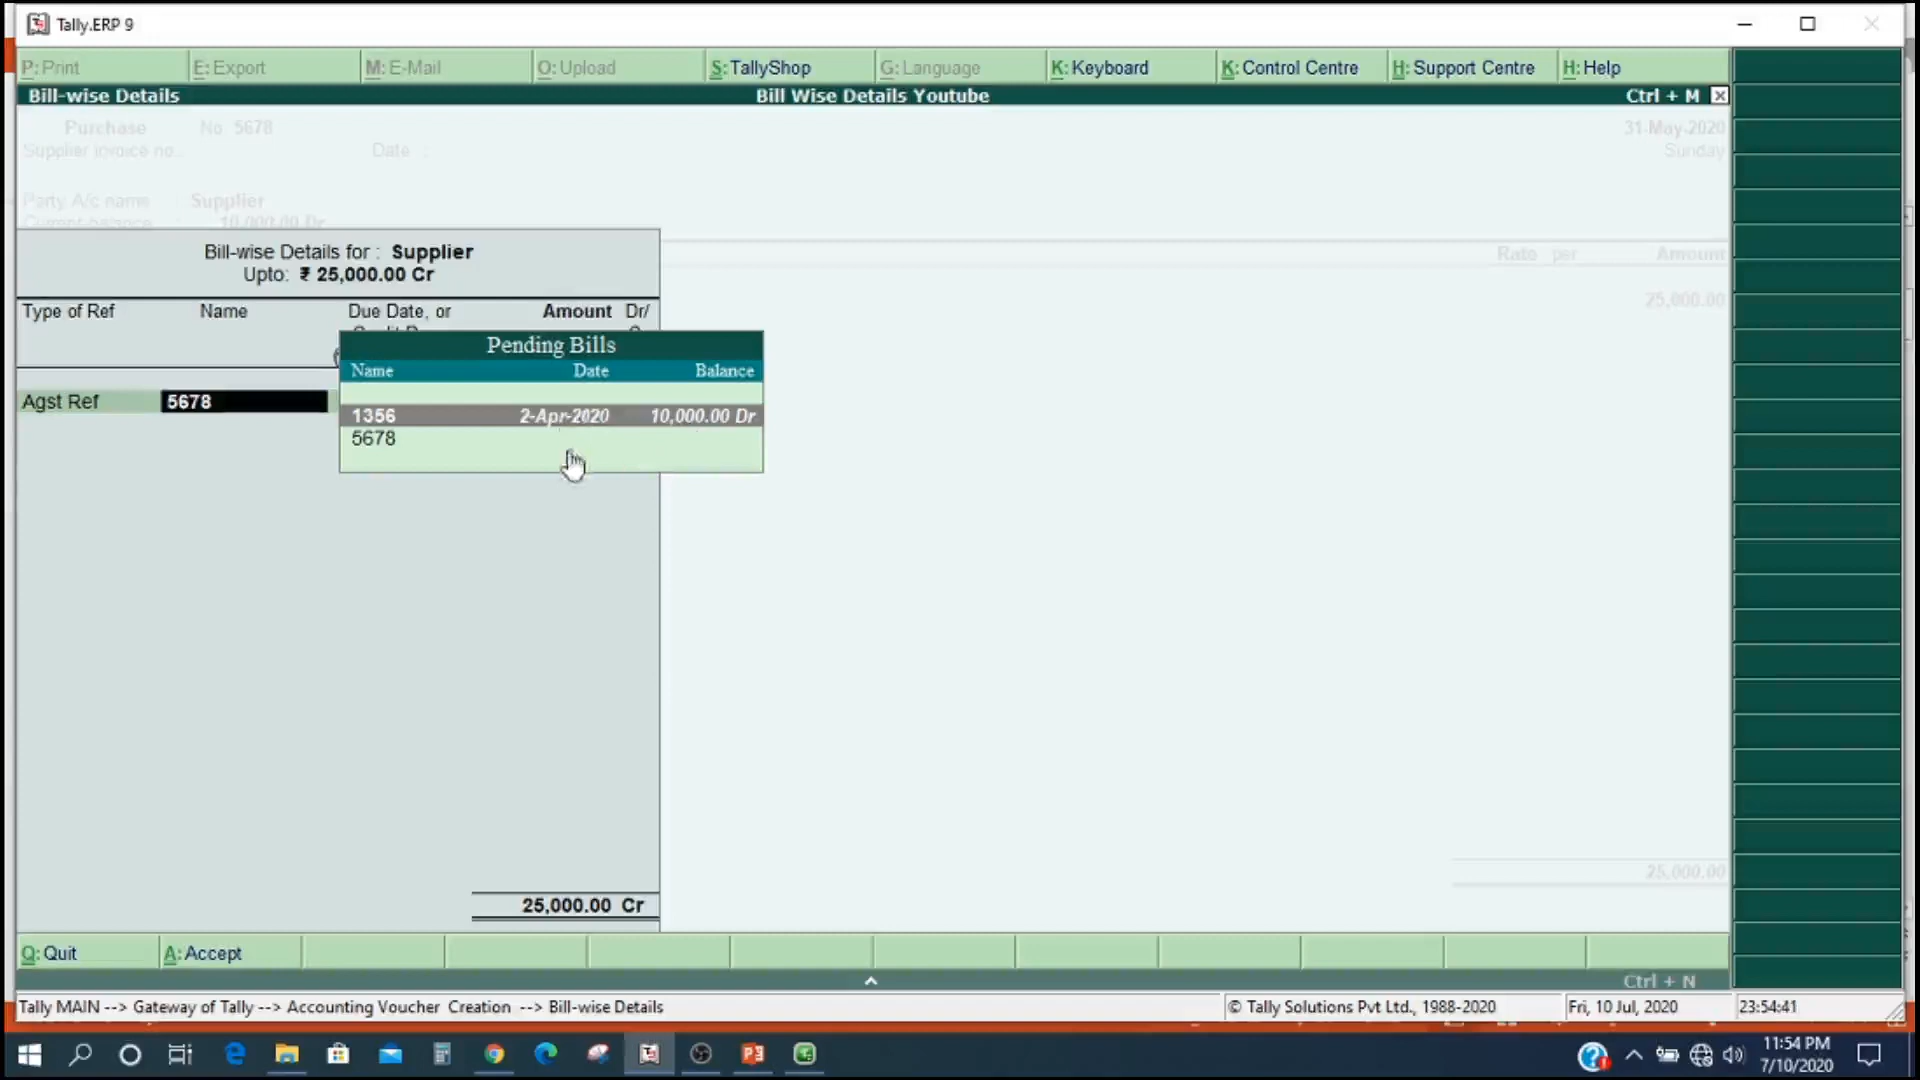 Tally.ERP 9
P: Print E: Export M: E-Mail O: Upload S: TallyShop G: Language K: Keyboard K: Control Centre H: Support Centre H: Help
Bill-wise Details Bill Wise Details Youtube Ctrl + M
Purchase No 5678 31-May-2020
Supplier invoice no.. Date : Sunday
Party A/c name : Supplier
Current balance : 10,000.00 Dr
Bill-wise Details for : Supplier
Upto: ₹ 25,000.00 Cr
Rate per Amount
25,000.00
Type of Ref Name Due Date, or Amount Dr/
Pending Bills
Name Date Balance
Agst Ref 5678
1356 2-Apr-2020 10,000.00 Dr
5678
25,000.00
25,000.00 Cr
Q: Quit A: Accept
Ctrl + N
Tally MAIN --> Gateway of Tally --> Accounting Voucher Creation --> Bill-wise Details © Tally Solutions Pvt Ltd., 1988-2020 Fri, 10 Jul, 2020 23:54:41
11:54 PM
7/10/2020